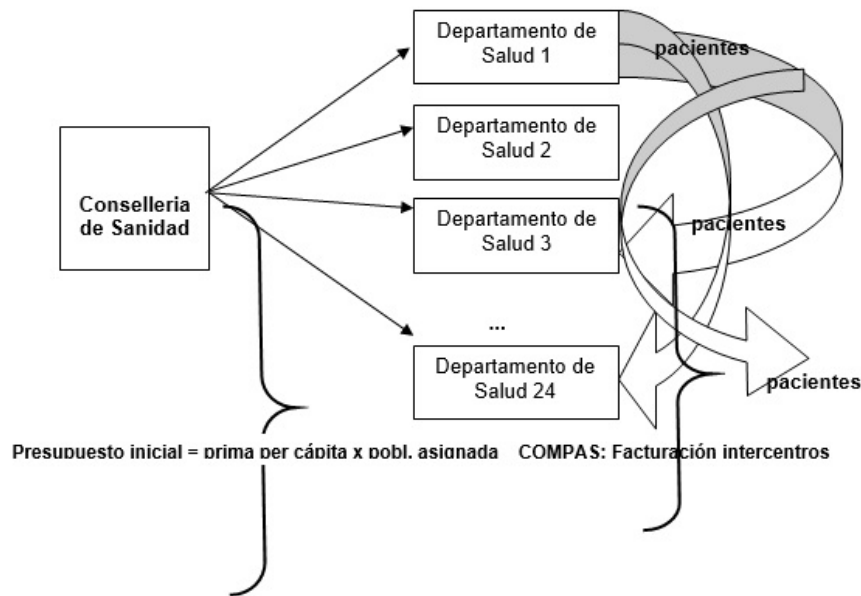 Departamento de
Salud 1
pacientes
Departamento de
Salud 2
Conselleria
de Sanidad
Departamento de
Salud 3
pacientes
...
Departamento de
Salud 24
pacientes
Presupuesto inicial = prima per cápita x pobl. asignada COMPAS: Facturación intercentros